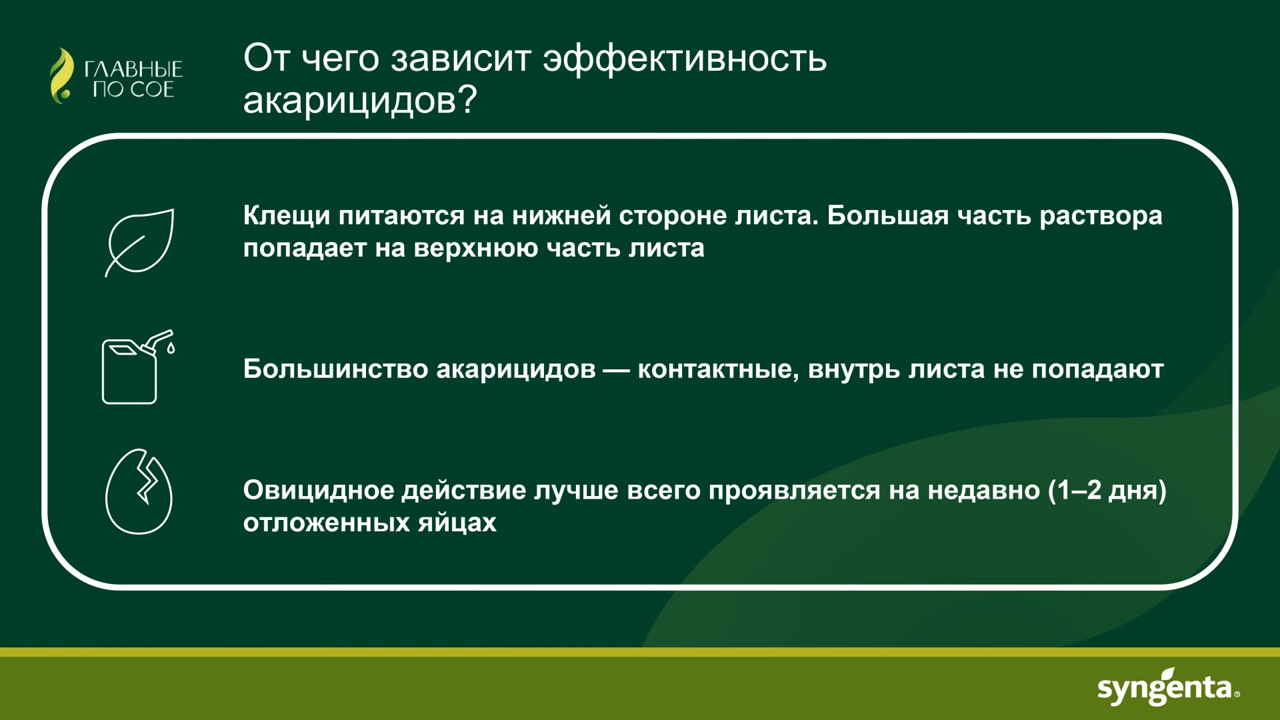 ГЛАВНЫЕ
ПО СОЕ
От чего зависит эффективность
акарицидов?
Клещи питаются на нижней стороне листа. Большая часть раствора
попадает на верхнюю часть листа
Большинство акарицидов — контактные, внутрь листа не попадают
Овицидное действие лучше всего проявляется на недавно (1–2 дня)
отложенных яйцах
syngenta®